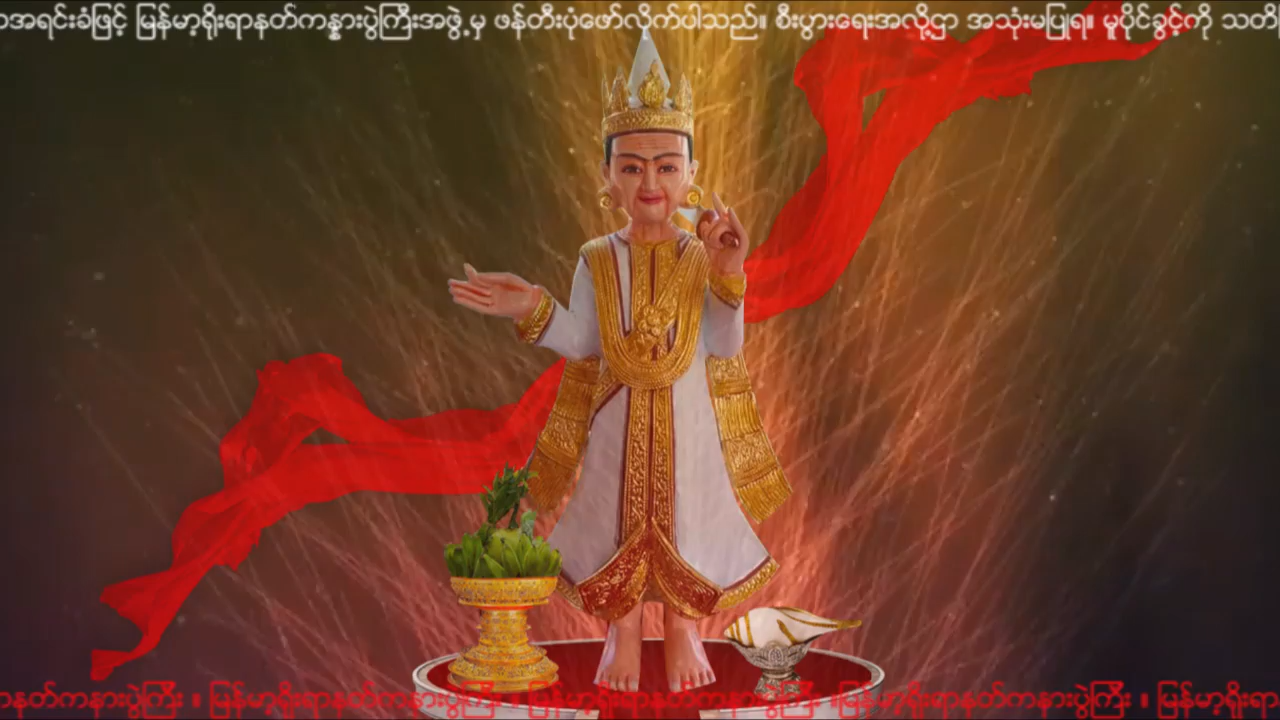 အရင်းခံဖြင့် မြန်မာ့ရိုးရာနတ်ကန္နားပွဲကြီးအဖွဲ့မှ ဖန်တီးပုံဖော်လိုက်ပါသည်။ စီးပွားရေးအလို့ဌာ အသုံးမပြုရ။ မူပိုင်ခွင့်ကို သတိ
နတ်ကနားပွဲကြီး ။ မြန်မာ့ရိုးရာနတ်ကနားပွဲကြီး ။ မြန်မာ့ရိုးရာနတ်ကနားပွဲကြီး ။ မြန်မာ့ရိုးရာနတ်ကနားပွဲကြီး ။ မြန်မာ့ရိုးရာ